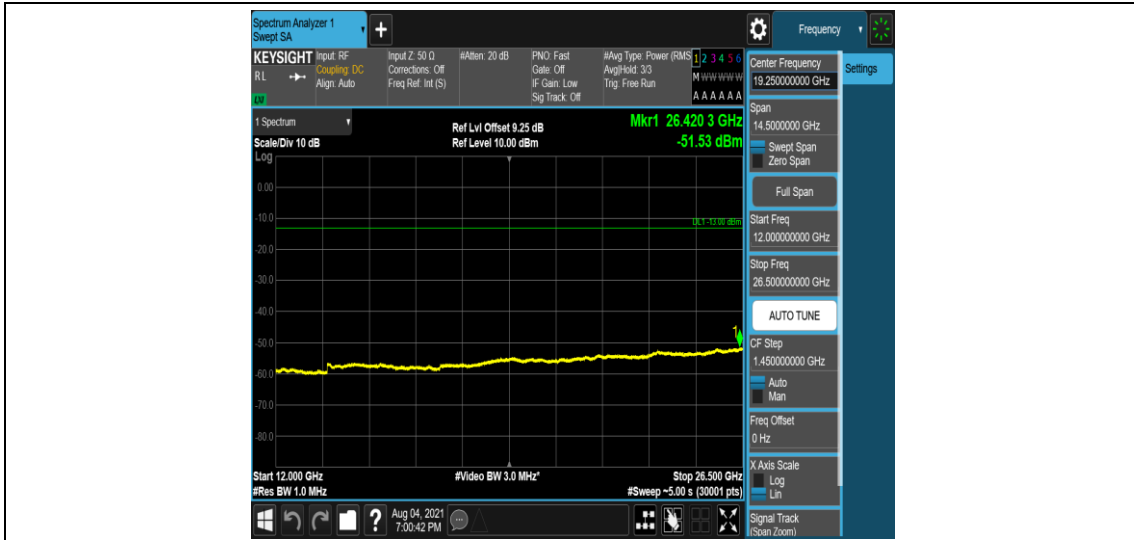 Spectrum Analyzer 1
Swept SA
Frequency
KEYSIGHT
RL
Input: RF
Coupling: DC
Align: Auto
Input Z: 50 Ω
Corrections: Off
Freq Ref: Int (S)
#Atten: 20 dB
PNO: Fast
Gate: Off
IF Gain: Low
Sig Track: Off
#Avg Type: Power (RMS
Avg|Hold: 3/3
Trig: Free Run
1 2 3 4 5 6
M W W W W W
A A A A A A
1 Spectrum
Scale/Div 10 dB
Log
Ref Lvl Offset 9.25 dB
Ref Level 10.00 dBm
Mkr1 26.420 3 GHz
-51.53 dBm
0.00
-10.0
DL1 -13.00 dBm
-20.0
-30.0
-40.0
1
-50.0
-60.0
-70.0
-80.0
Start 12.000 GHz
#Res BW 1.0 MHz
#Video BW 3.0 MHz*
Stop 26.500 GHz
#Sweep ~5.00 s (30001 pts)
Center Frequency
19.250000000 GHz
Settings
Span
14.5000000 GHz
Swept Span
Zero Span
Full Span
Start Freq
12.000000000 GHz
Stop Freq
26.500000000 GHz
AUTO TUNE
CF Step
1.450000000 GHz
Auto
Man
Freq Offset
0 Hz
X Axis Scale
Log
Lin
Signal Track
(Span Zoom)
?
Aug 04, 2021
7:00:42 PM